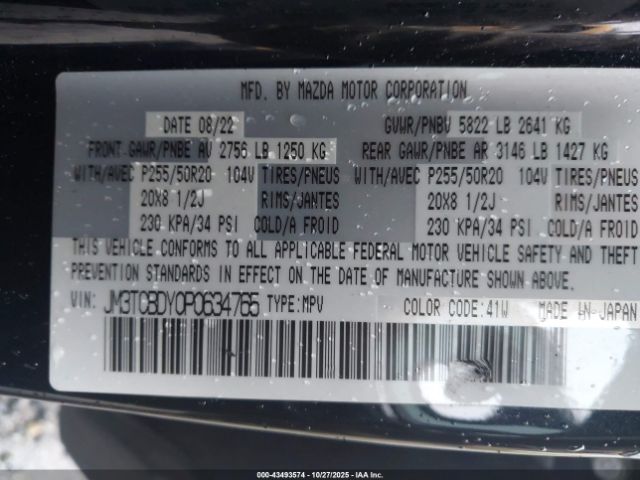 MFD. BY MAZDA MOTOR CORPORATION
DATE 08/22 GVWR/PNBV 5822 LB 2641 KG
FRONT GAWR/PNBE AV 2756 LB 1250 KG REAR GAWR/PNBE AR 3146 LB 1427 KG
WITH/AVEC P255/50R20 104V TIRES/PNEUS WITH/AVEC P255/50R20 104V TIRES/PNEUS
20X8 1/2J RIMS/JANTES 20X8 1/2J RIMS/JANTES
230 KPA/34 PSI COLD/A FROID 230 KPA/34 PSI COLD/A FROID
THIS VEHICLE CONFORMS TO ALL APPLICABLE FEDERAL MOTOR VEHICLE SAFETY AND THEFT
PREVENTION STANDARDS IN EFFECT ON THE DATE OF MANUFACTURE SHOWN ABOVE.
VIN: JM3TCBDY0P0634765 TYPE:MPV COLOR CODE:41W MADE IN JAPAN
000-43493574 | 10/27/2025 | IAA Inc.